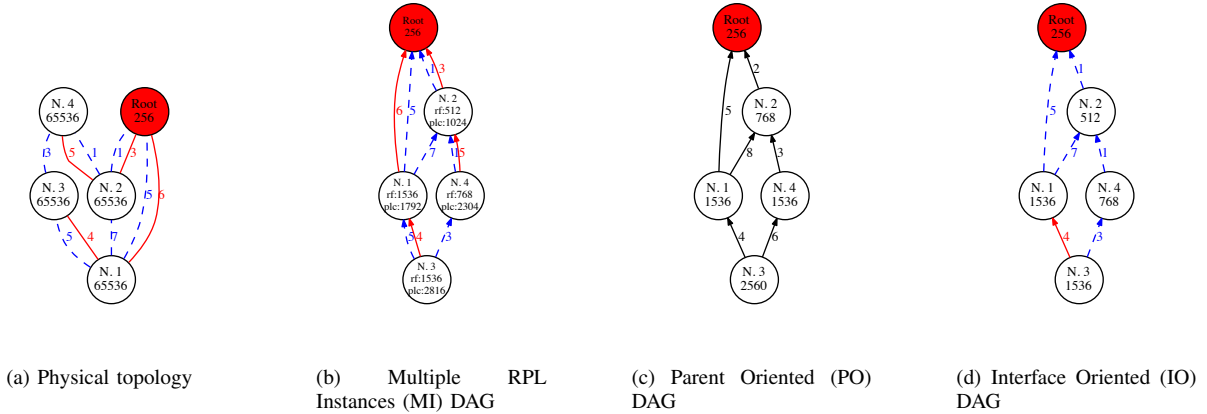 N. 4
65536
Root
256
3
5
1
1
3
N. 3
65536
N. 2
65536
5
6
5
4
7
N. 1
65536
(a) Physical topology
Root
256
1
3
N. 2
rf:512
plc:1024
6
5
7
1
5
N. 1
rf:1536
plc:1792
N. 4
rf:768
plc:2304
5
4
3
N. 3
rf:1536
plc:2816
(b) Multiple RPL
Instances (MI) DAG
Root
256
2
5
N. 2
768
8
3
N. 1
1536
N. 4
1536
4
6
N. 3
2560
(c) Parent Oriented (PO)
DAG
Root
256
1
5
N. 2
512
7
1
N. 1
1536
N. 4
768
4
3
N. 3
1536
(d) Interface Oriented (IO)
DAG